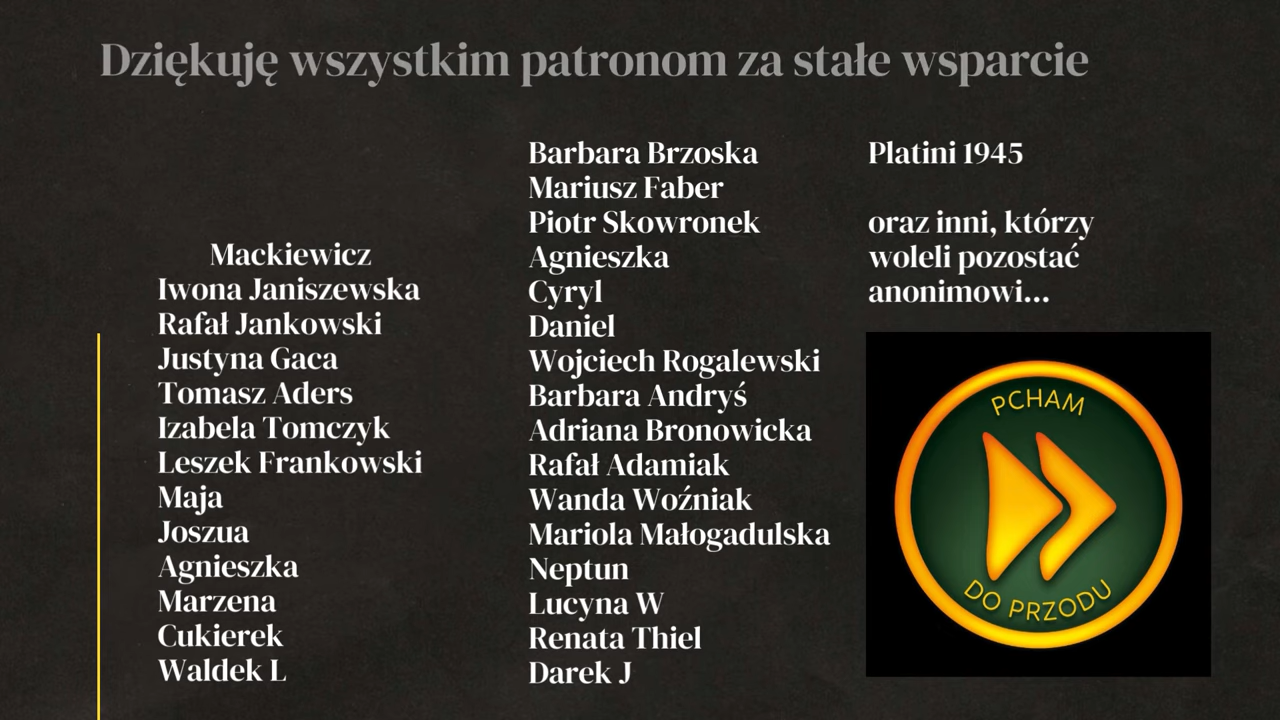 Dziękuję wszystkim patronom za stałe wsparcie
Mackiewicz
Iwona Janiszewska
Rafał Jankowski
Justyna Gaca
Tomasz Aders
Izabela Tomczyk
Leszek Frankowski
Maja
Joszua
Agnieszka
Marzena
Cukierek
Waldek L
Barbara Brzoska
Mariusz Faber
Piotr Skowronek
Agnieszka
Cyryl
Daniel
Wojciech Rogalewski
Barbara Andryś
Adriana Bronowicka
Rafał Adamiak
Wanda Woźniak
Mariola Małogadulska
Neptun
Lucyna W
Renata Thiel
Darek J
Platini 1945
oraz inni, którzy
woleli pozostać
anonimowi...
PCHAM
DO PRZODU